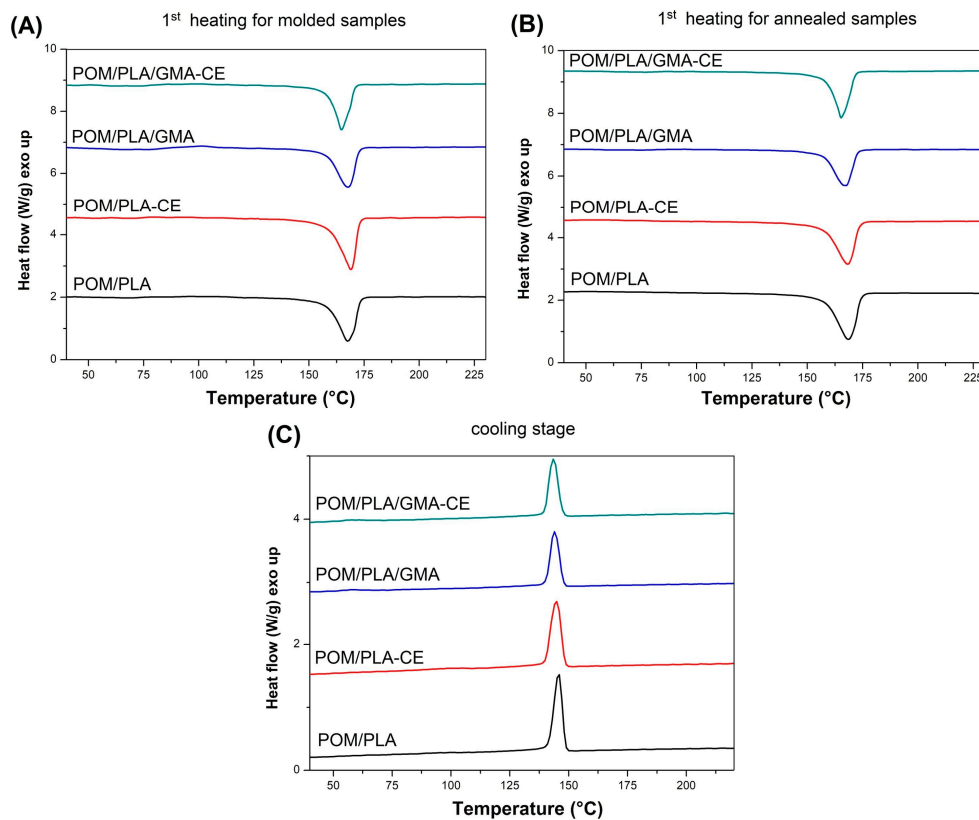 (A)
1st heating for molded samples
10
8
6
4
2
0
Heat flow (W/g) exo up
POM/PLA/GMA-CE
POM/PLA/GMA
POM/PLA-CE
POM/PLA
50 75 100 125 150 175 200 225
Temperature (°C)
(B)
1st heating for annealed samples
10
8
6
4
2
0
Heat flow (W/g) exo up
POM/PLA/GMA-CE
POM/PLA/GMA
POM/PLA-CE
POM/PLA
50 75 100 125 150 175 200 225
Temperature (°C)
(C)
cooling stage
4
2
0
Heat flow (W/g) exo up
POM/PLA/GMA-CE
POM/PLA/GMA
POM/PLA-CE
POM/PLA
50 75 100 125 150 175 200
Temperature (°C)